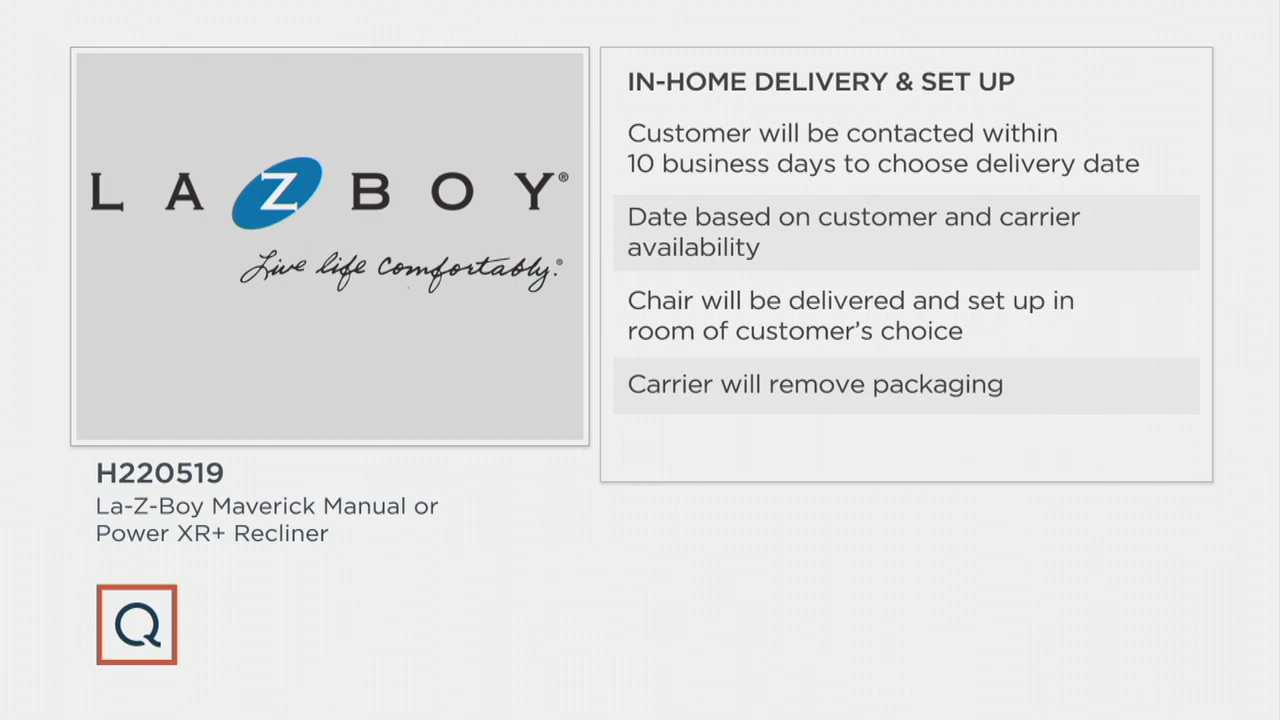 LAZBOY®
Live life comfortably.®
H220519
La-Z-Boy Maverick Manual or
Power XR+ Recliner
Q
IN-HOME DELIVERY & SET UP
Customer will be contacted within
10 business days to choose delivery date
Date based on customer and carrier
availability
Chair will be delivered and set up in
room of customer’s choice
Carrier will remove packaging